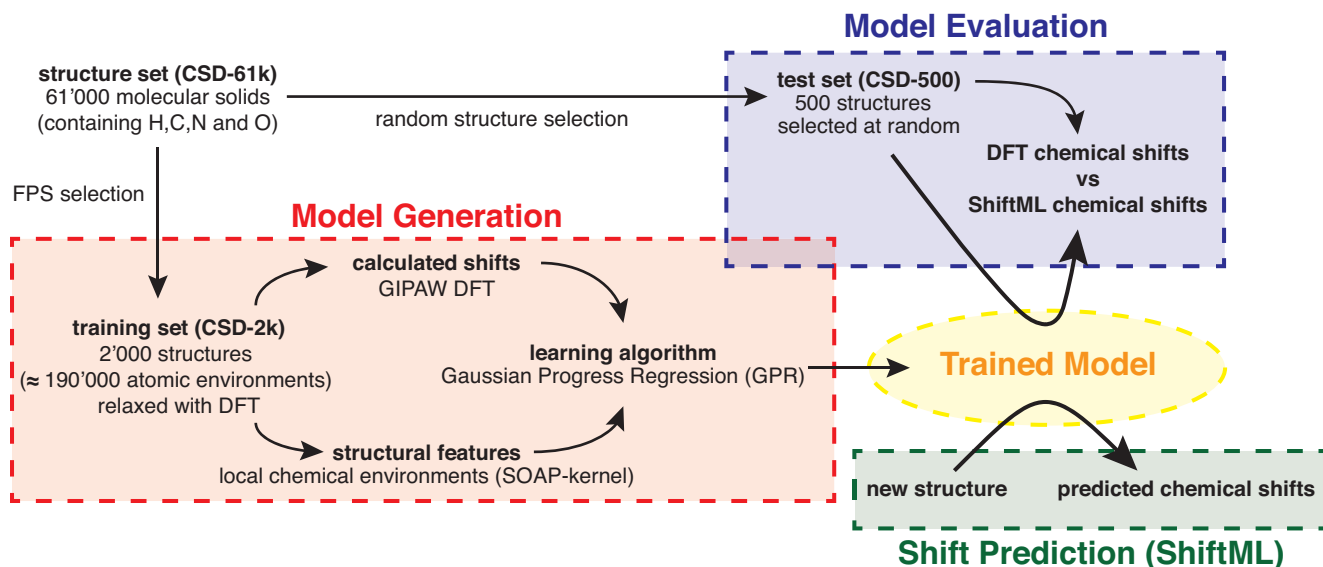 Model Evaluation
structure set (CSD-61k)
61'000 molecular solids
(containing H,C,N and O)
random structure selection
test set (CSD-500)
500 structures
selected at random
DFT chemical shifts
vs
ShiftML chemical shifts
FPS selection
Model Generation
calculated shifts
GIPAW DFT
training set (CSD-2k)
2'000 structures
(≈ 190'000 atomic environments)
relaxed with DFT
learning algorithm
Gaussian Progress Regression (GPR)
structural features
local chemical environments (SOAP-kernel)
Trained Model
new structure
predicted chemical shifts
Shift Prediction (ShiftML)